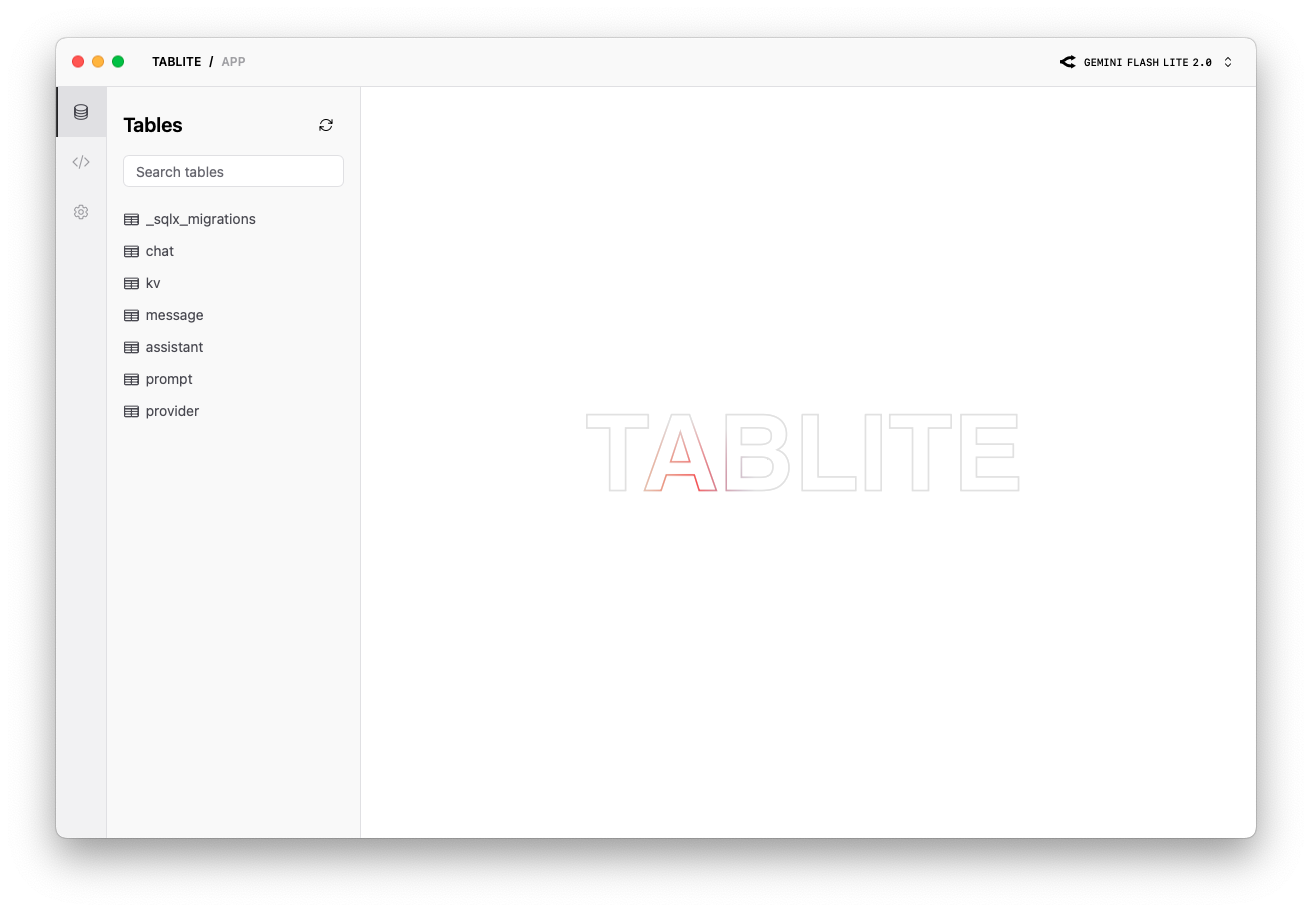 TABLITE / APP
GEMINI FLASH LITE 2.0
Tables
Search tables
_sqlx_migrations
chat
kv
message
assistant
prompt
provider
TABLITE